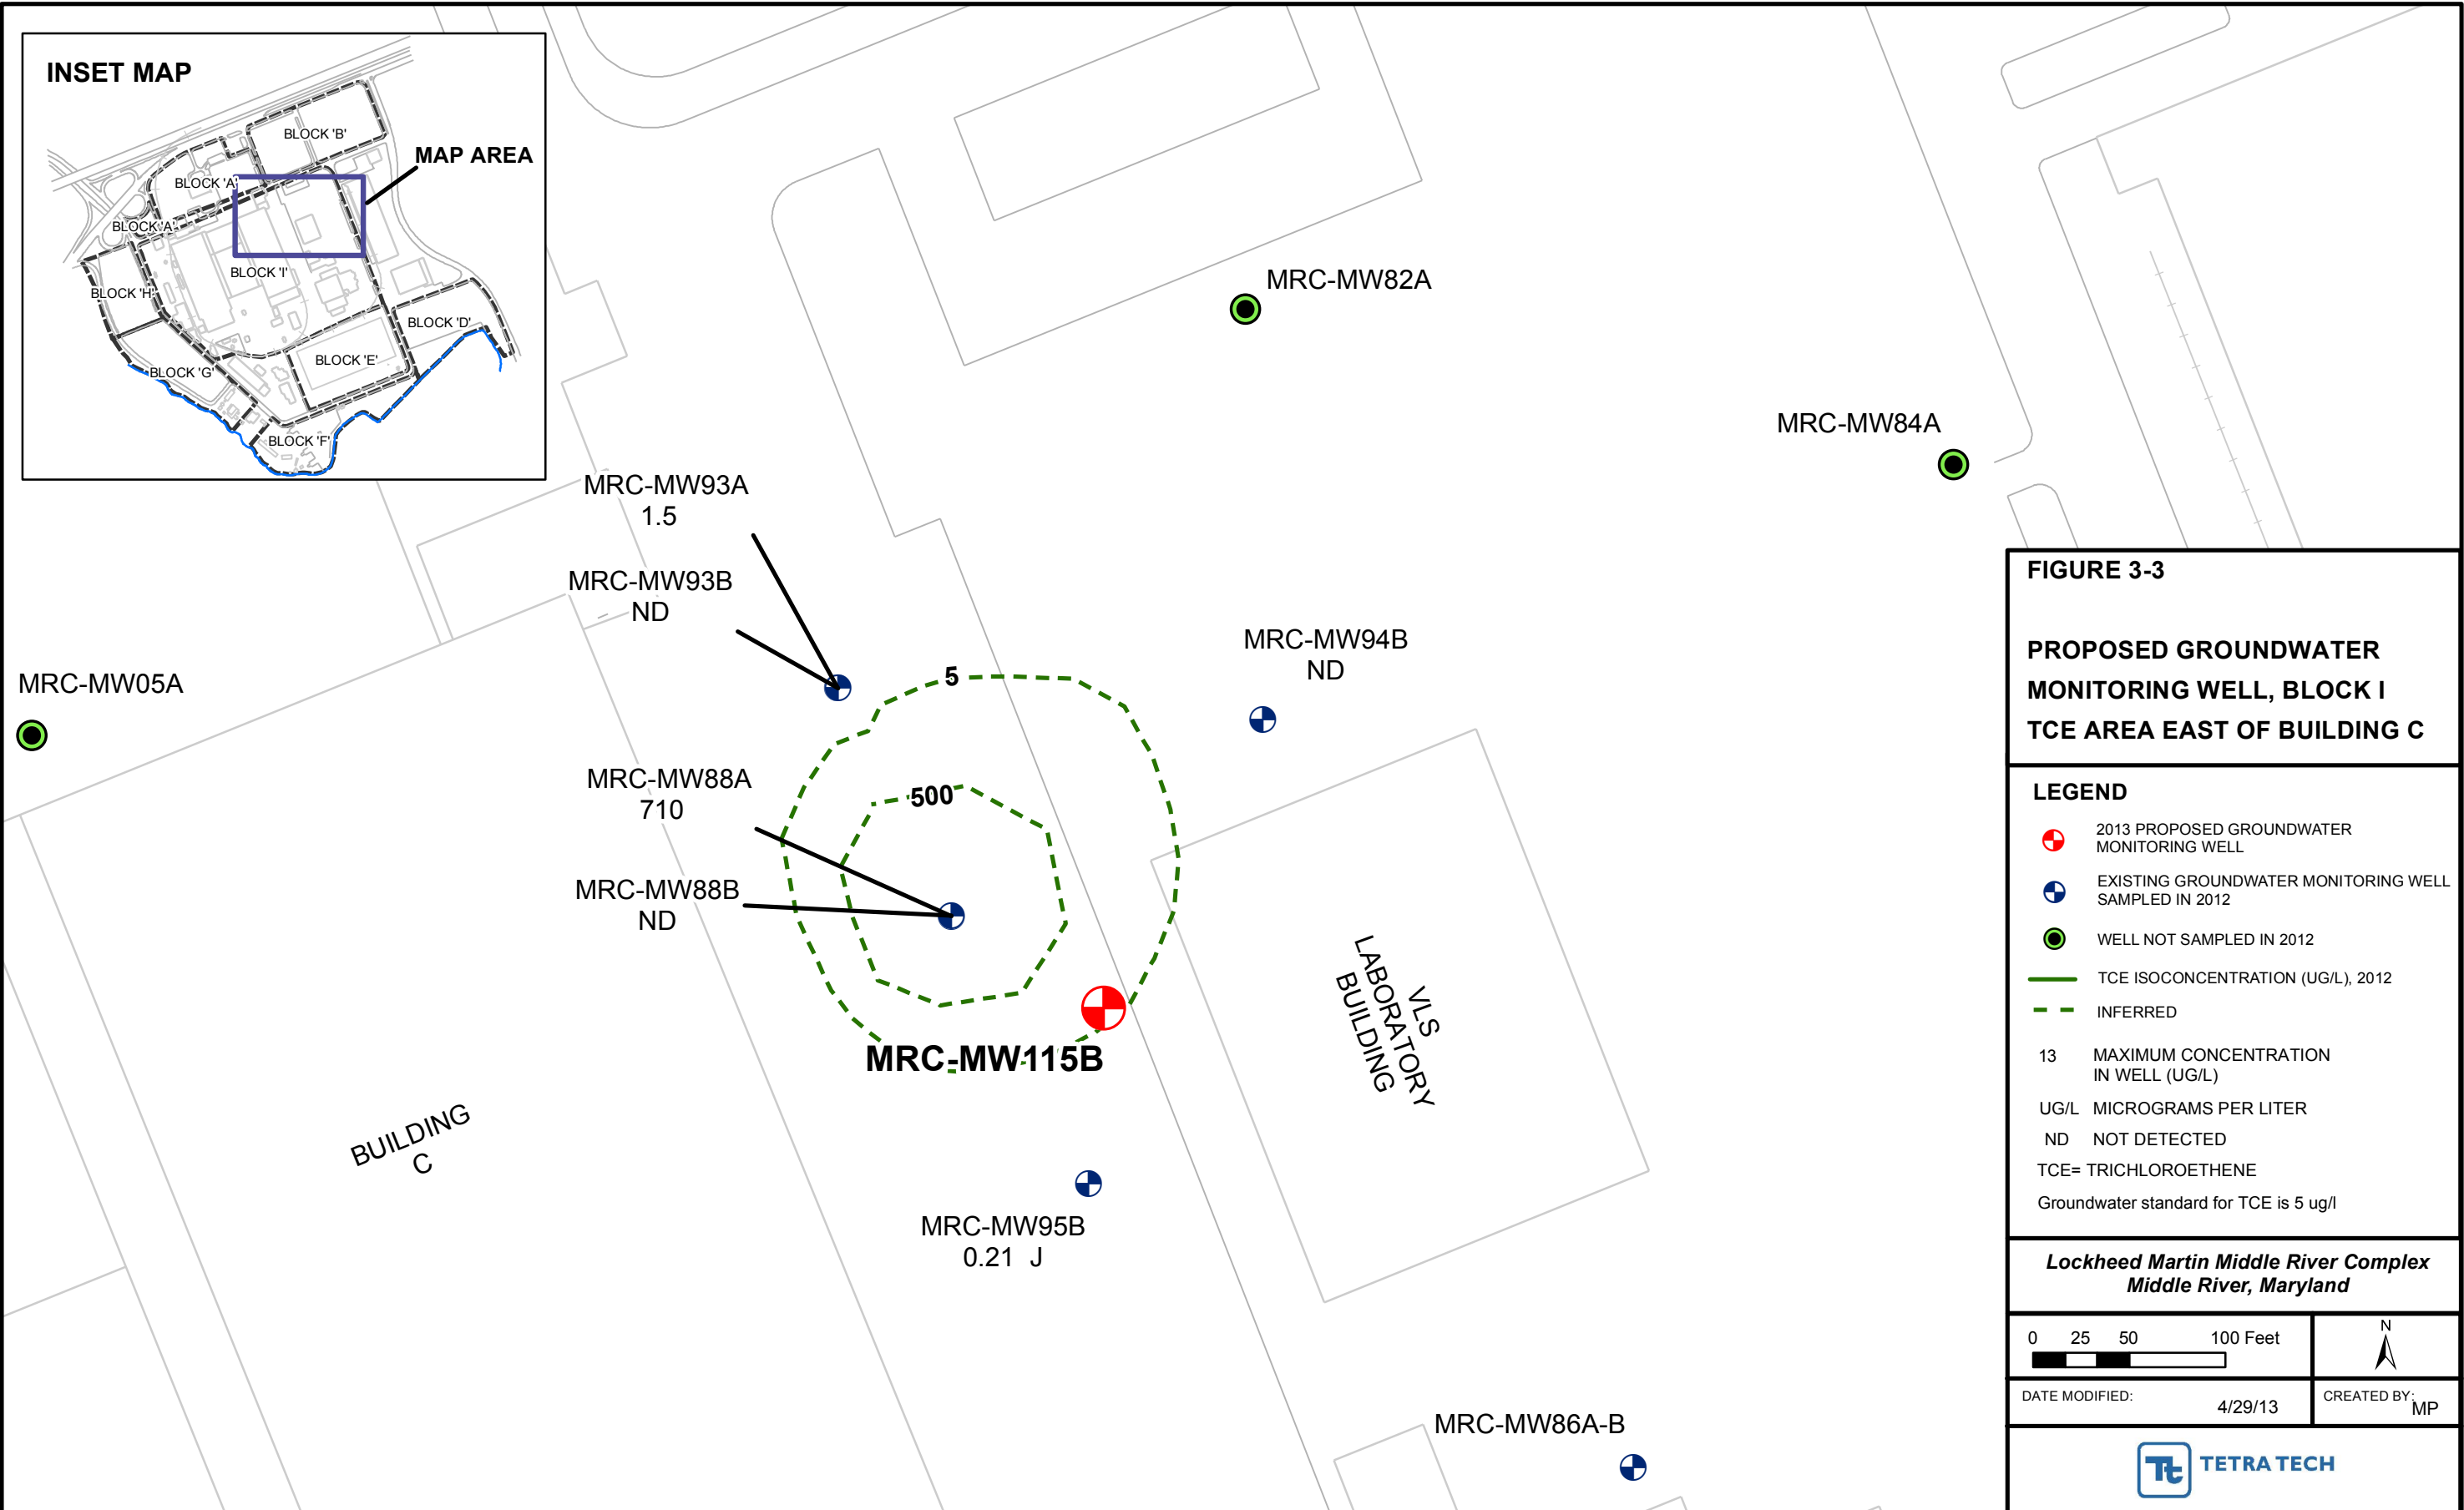 INSET MAP
BLOCK 'B'
MAP AREA
BLOCK 'A'
BLOCK 'A'
BLOCK 'I'
BLOCK 'H'
BLOCK 'D'
BLOCK 'E'
BLOCK 'G'
BLOCK 'F'
MRC-MW82A
MRC-MW84A
MRC-MW93A
1.5
MRC-MW93B
ND
MRC-MW05A
5
MRC-MW94B
ND
MRC-MW88A
710
500
MRC-MW88B
ND
MRC-MW115B
VLS
LABORATORY
BUILDING
BUILDING
C
MRC-MW95B
0.21 J
MRC-MW86A-B
FIGURE 3-3
PROPOSED GROUNDWATER
MONITORING WELL, BLOCK I
TCE AREA EAST OF BUILDING C
LEGEND
2013 PROPOSED GROUNDWATER
MONITORING WELL
EXISTING GROUNDWATER MONITORING WELL
SAMPLED IN 2012
WELL NOT SAMPLED IN 2012
TCE ISOCONCENTRATION (UG/L), 2012
INFERRED
13 MAXIMUM CONCENTRATION
IN WELL (UG/L)
UG/L MICROGRAMS PER LITER
ND NOT DETECTED
TCE= TRICHLOROETHENE
Groundwater standard for TCE is 5 ug/l
Lockheed Martin Middle River Complex
Middle River, Maryland
0 25 50 100 Feet
N
DATE MODIFIED: 4/29/13
CREATED BY: MP
Tt TETRA TECH